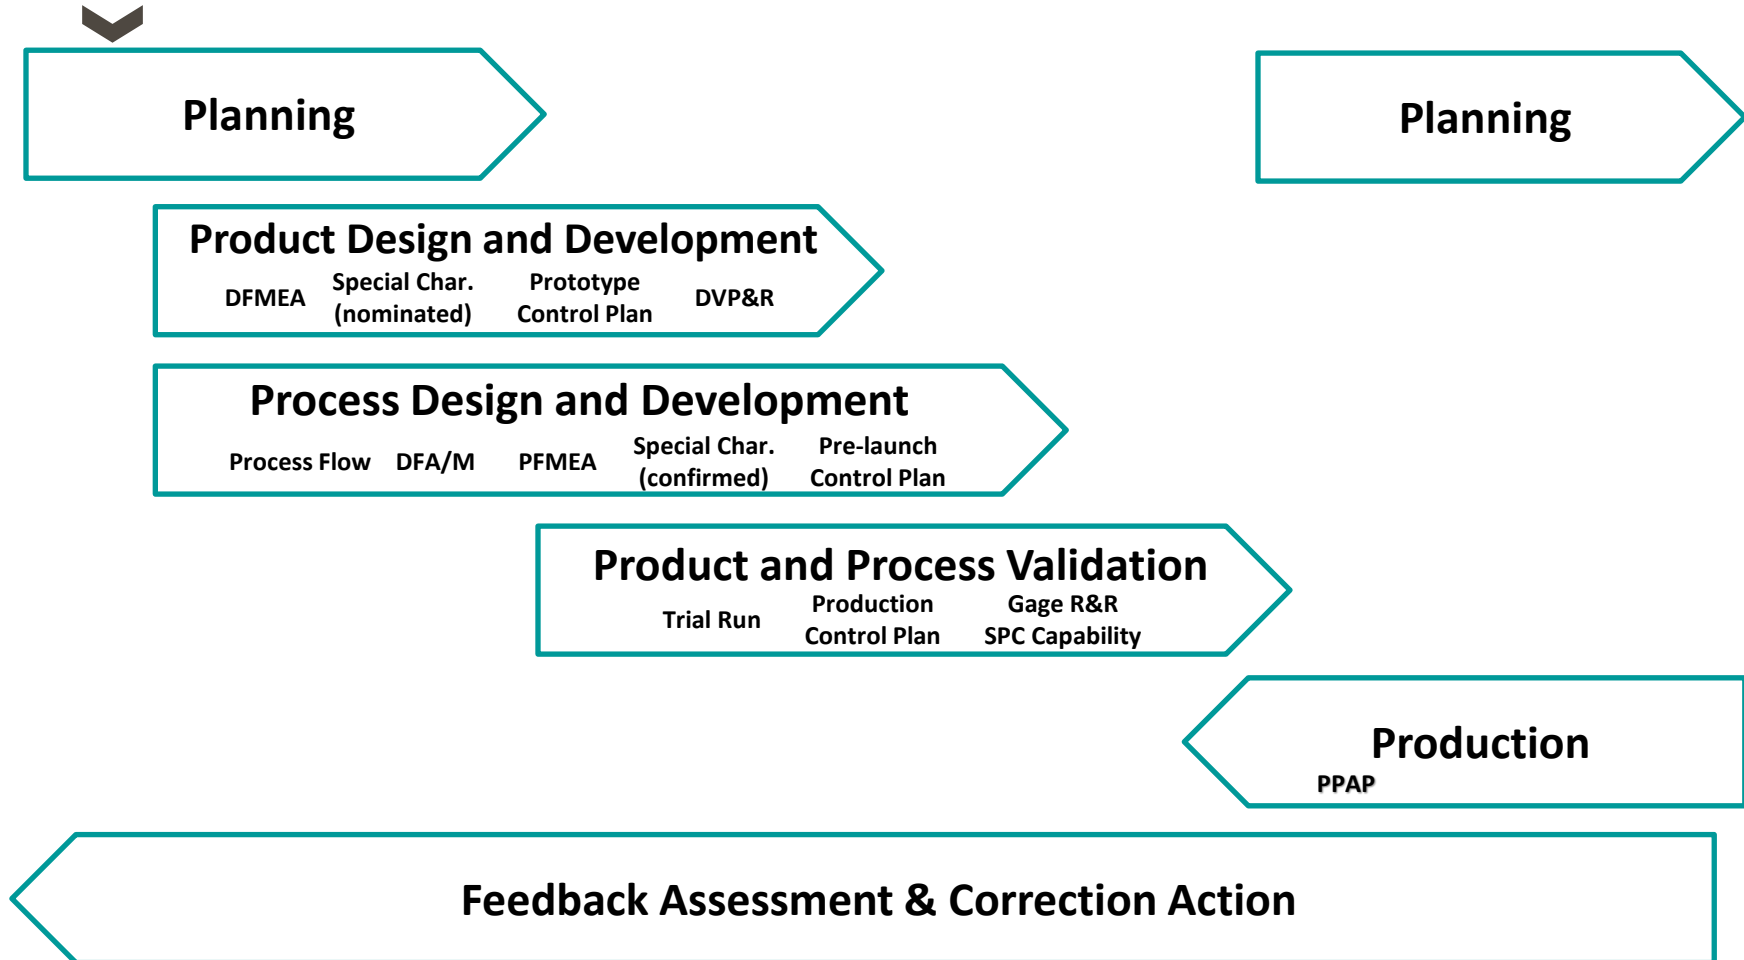 Planning
Planning
Product Design and Development
DFMEA
Special Char.
(nominated)
Prototype
Control Plan
DVP&R
Process Design and Development
Process Flow
DFA/M
PFMEA
Special Char.
(confirmed)
Pre-launch
Control Plan
Product and Process Validation
Trial Run
Production
Control Plan
Gage R&R
SPC Capability
Production
PPAP
Feedback Assessment & Correction Action